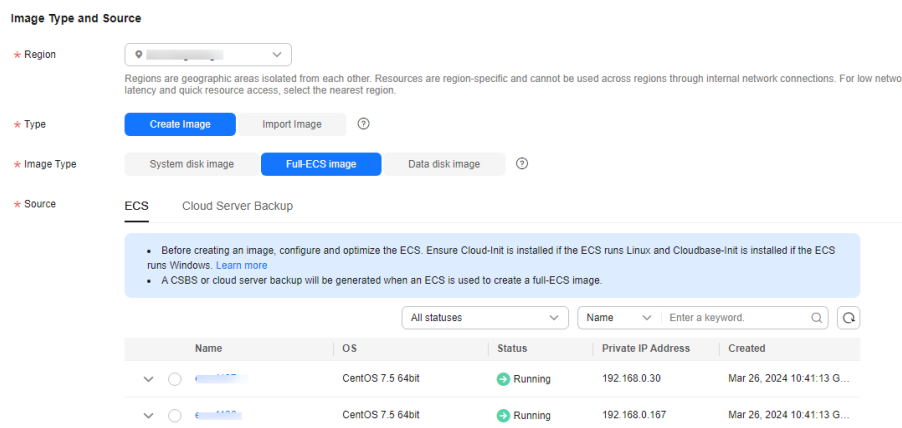 Image Type and Source
* Region
Regions are geographic areas isolated from each other. Resources are region-specific and cannot be used across regions through internal network connections. For low netwo
latency and quick resource access, select the nearest region.
* Type Create Image Import Image ?
* Image Type System disk image Full-ECS image Data disk image ?
* Source ECS Cloud Server Backup
• Before creating an image, configure and optimize the ECS. Ensure Cloud-Init is installed if the ECS runs Linux and Cloudbase-Init is installed if the ECS
runs Windows. Learn more
• A CSBS or cloud server backup will be generated when an ECS is used to create a full-ECS image.
All statuses Name Enter a keyword.
Name OS Status Private IP Address Created
CentOS 7.5 64bit Running 192.168.0.30 Mar 26, 2024 10:41:13 G...
CentOS 7.5 64bit Running 192.168.0.167 Mar 26, 2024 10:41:13 G...